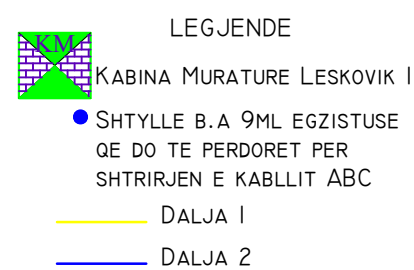 LEGJENDE
KM
KABINA MURATURE LESKOVIK I
SHTYLLE B.A 9ML EGZISTUSE
QE DO TE PERDORET PER
SHTRIRJEN E KABLLIT ABC
DALJA I
DALJA 2